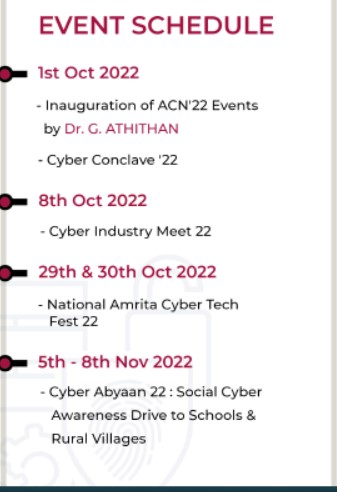 EVENT SCHEDULE
1st Oct 2022
- Inauguration of ACN'22 Events
by Dr. G. ATHITHAN
- Cyber Conclave '22
8th Oct 2022
- Cyber Industry Meet 22
29th & 30th Oct 2022
- National Amrita Cyber Tech
Fest 22
5th - 8th Nov 2022
- Cyber Abyaan 22 : Social Cyber
Awareness Drive to Schools &
Rural Villages